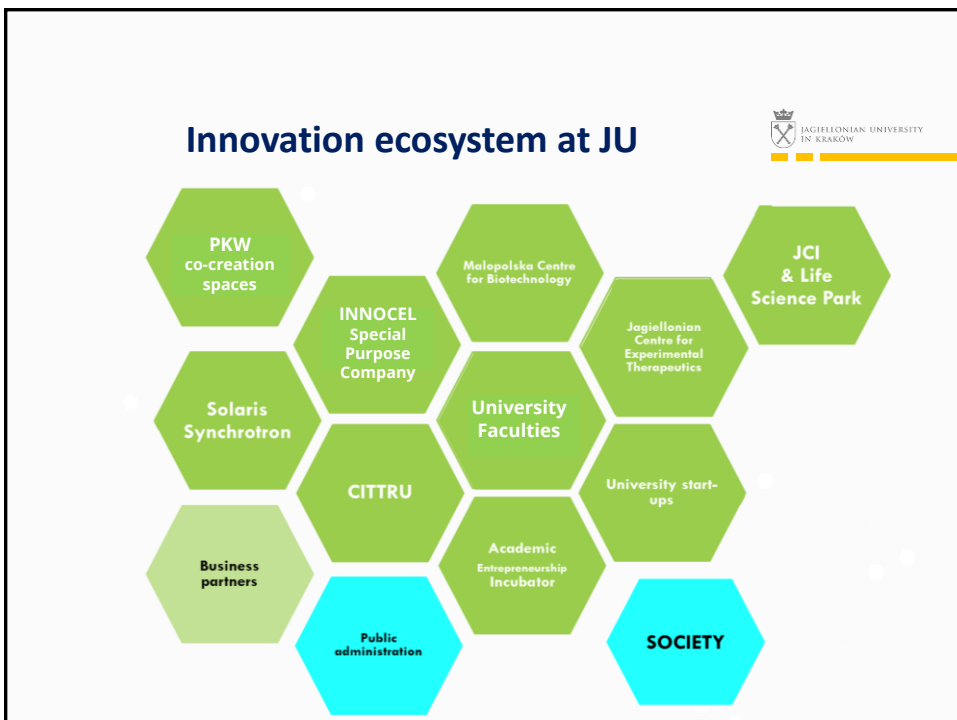 Innovation ecosystem at JU
JAGIELLONIAN UNIVERSITY
IN KRAKÓW
PKW
co-creation
spaces
Malopolska Centre
for Biotechnology
JCI
& Life
Science Park
INNOCEL
Special
Purpose
Company
Jagiellonian
Centre for
Experimental
Therapeutics
Solaris
Synchrotron
University
Faculties
CITTRU
University start-
ups
Business
partners
Academic
Entrepreneurship
Incubator
Public
administration
SOCIETY